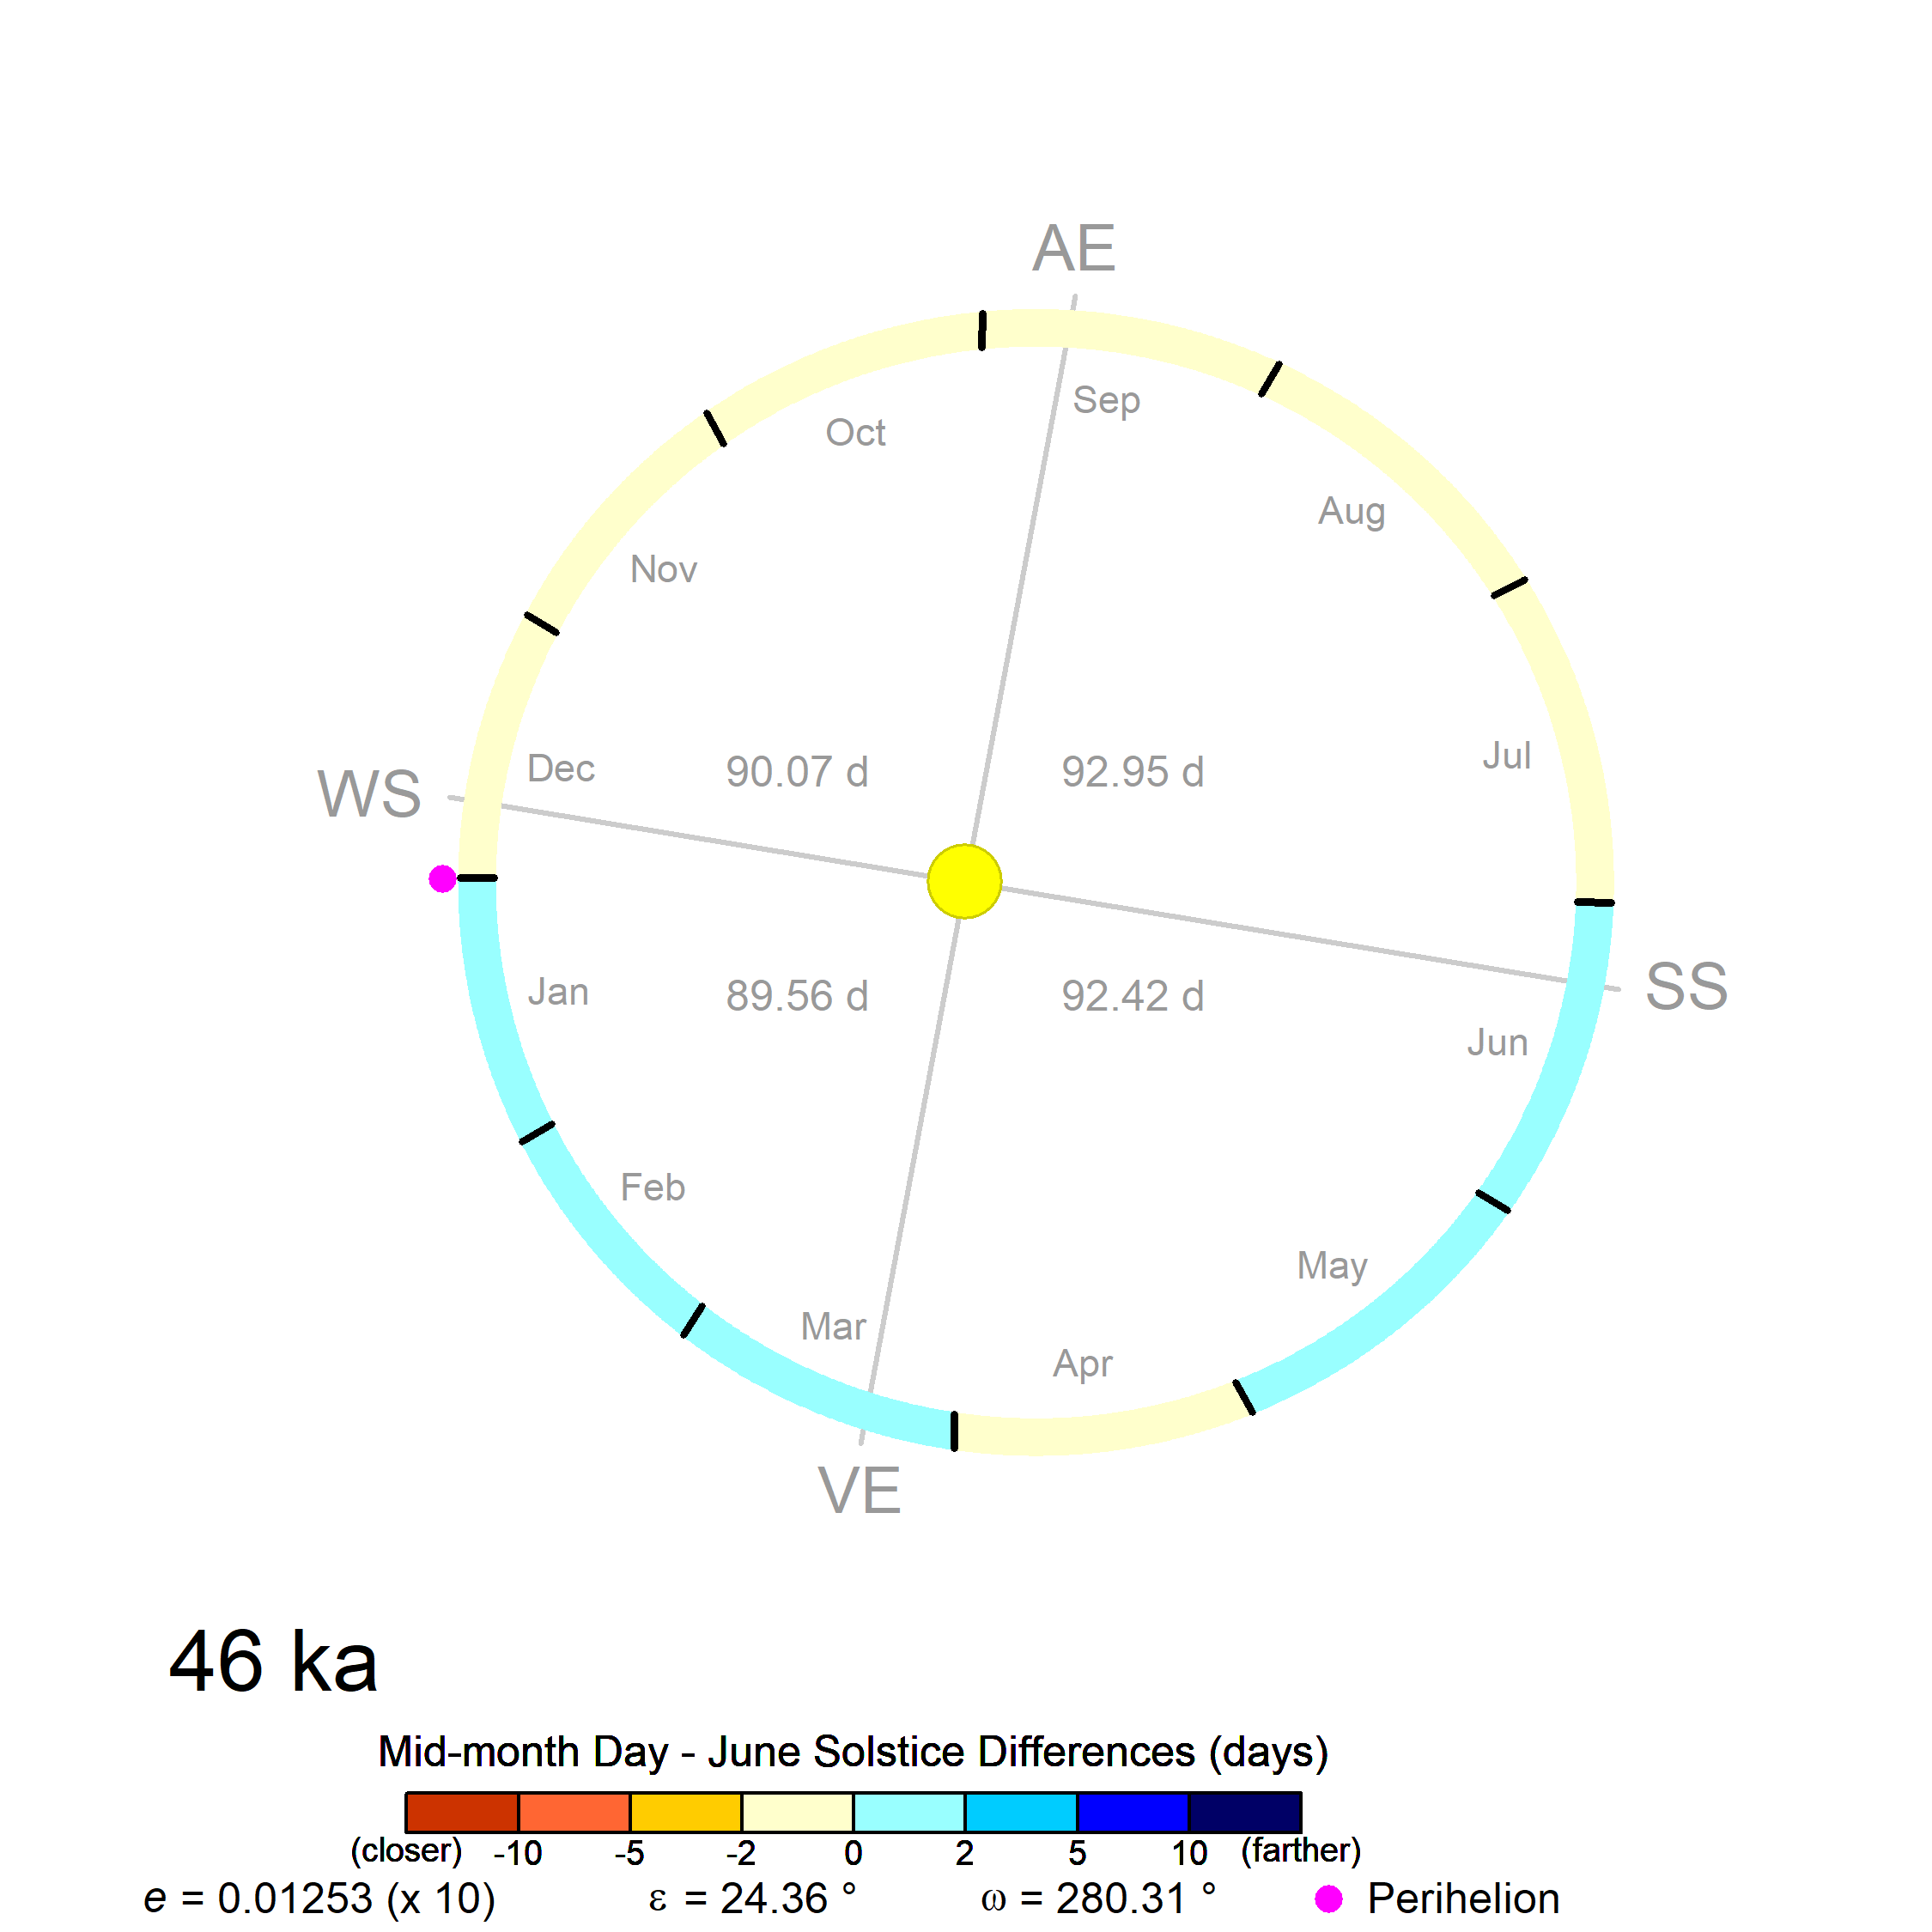 AE
Sep
Oct
Aug
Nov
Jul
Dec
90.07 d
92.95 d
WS
SS
Jan
89.56 d
92.42 d
Jun
Feb
May
Mar
Apr
VE
46 ka
Mid-month Day - June Solstice Differences (days)
(closer) -10 -5 -2 0 2 5 10 (farther)
e = 0.01253 (x 10) ε = 24.36 ° ω = 280.31 ° Perihelion